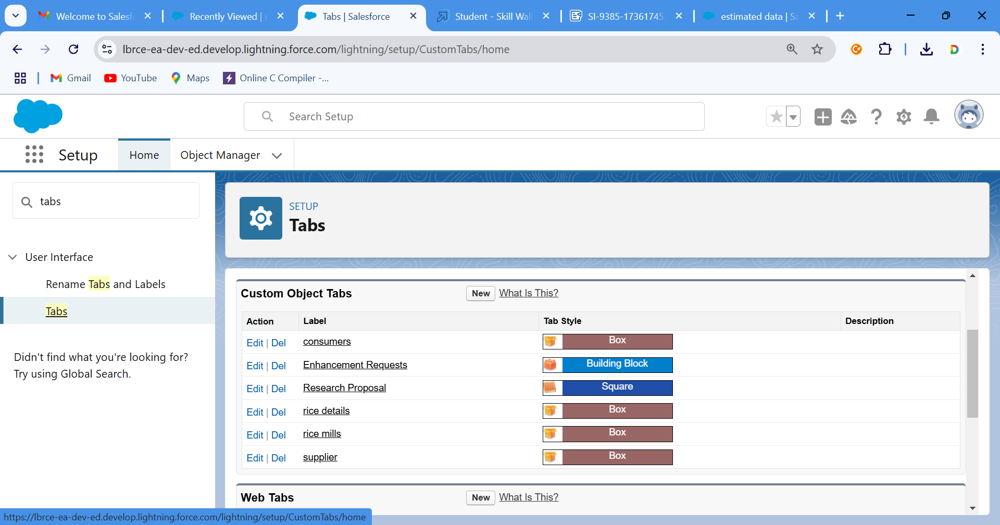 Welcome to Salesf
Recently Viewed |
Tabs | Salesforce
Student - Skill Wall
SI-9385-17361745
estimated data | Sa
lbrce-ea-dev-ed.develop.lightning.force.com/lightning/setup/CustomTabs/home
Gmail
YouTube
Maps
Online C Compiler -...
Search Setup
Setup
Home
Object Manager
tabs
User Interface
Rename Tabs and Labels
Tabs
Didn't find what you're looking for?
Try using Global Search.
SETUP
Tabs
Custom Object Tabs New What Is This?
Action Label Tab Style Description
Edit | Del consumers Box
Edit | Del Enhancement Requests Building Block
Edit | Del Research Proposal Square
Edit | Del rice details Box
Edit | Del rice mills Box
Edit | Del supplier Box
Web Tabs New What Is This?
https://lbrce-ea-dev-ed.develop.lightning.force.com/lightning/setup/CustomTabs/home